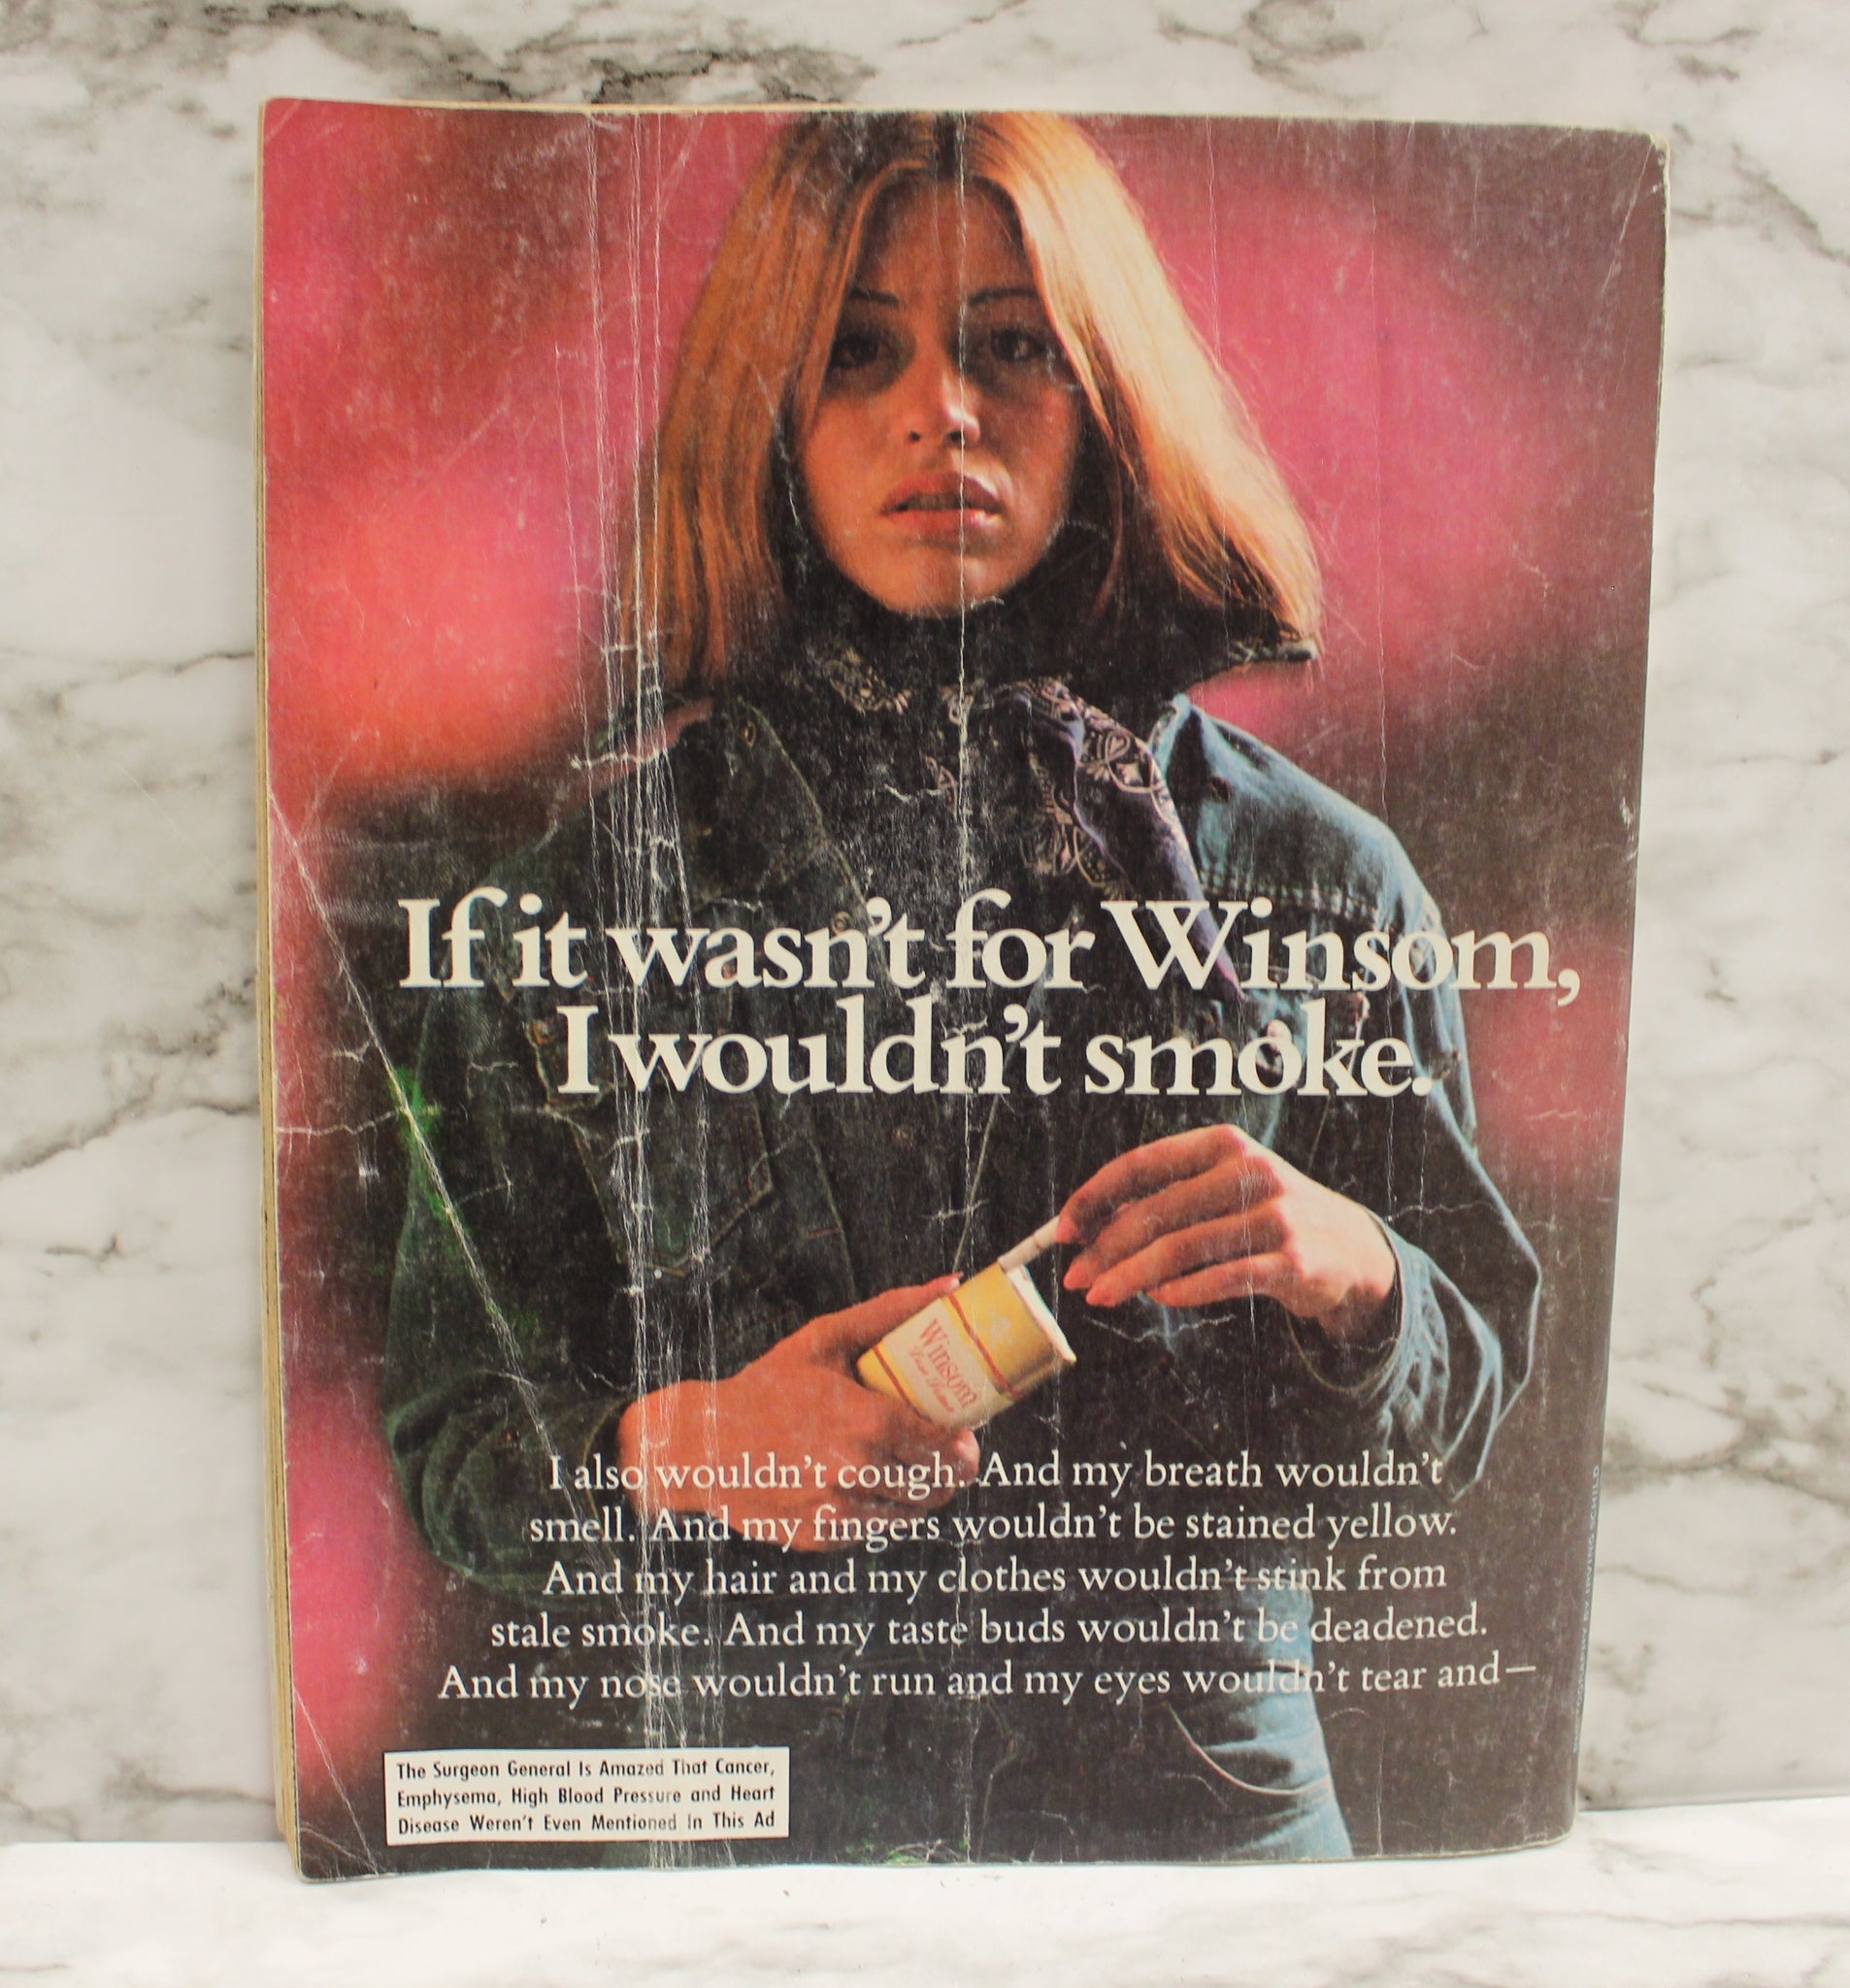 If it wasn't for Winsom,
I wouldn't smoke.
Winsom
I also wouldn't cough. And my breath wouldn't
smell. And my fingers wouldn't be stained yellow.
And my hair and my clothes wouldn't stink from
stale smoke. And my taste buds wouldn't be deadened.
And my nose wouldn't run and my eyes wouldn't tear and—
The Surgeon General Is Amazed That Cancer,
Emphysema, High Blood Pressure and Heart
Disease Weren't Even Mentioned In This Ad
BY IRVING SCHILD